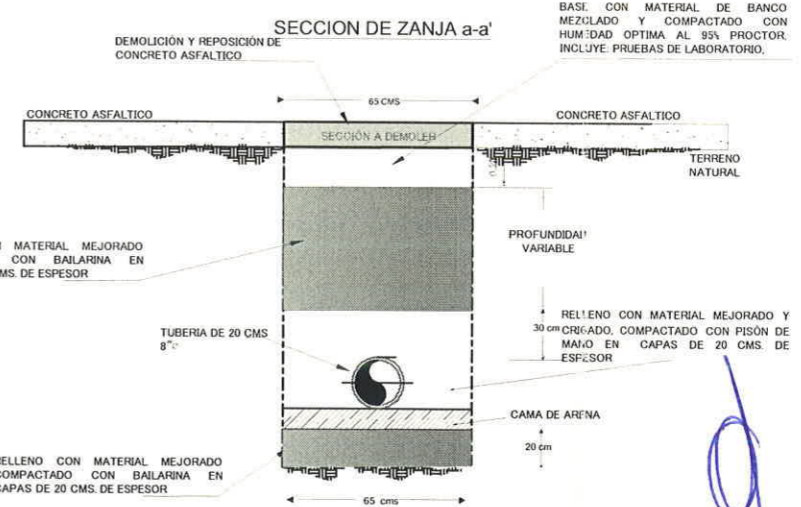 SECCION DE ZANJA a-a'
BASE CON MATERIAL DE BANCO
MEZCLADO Y COMPACTADO CON
HUMEDAD OPTIMA AL 95% PROCTOR.
INCLUYE PRUEBAS DE LABORATORIO,
DEMOLICIÓN Y REPOSICIÓN DE
CONCRETO ASFALTICO
65 CMS
CONCRETO ASFALTICO
CONCRETO ASFALTICO
SECCIÓN A DEMOLER
TERRENO
NATURAL
MATERIAL MEJORADO
CON BAILARINA EN
MS. DE ESPESOR
PROFUNDIDAD
VARIABLE
TUBERIA DE 20 CMS
8"
30 cm
RELLENO CON MATERIAL MEJORADO Y
CRIBADO, COMPACTADO CON PISÓN DE
MANO EN CAPAS DE 20 CMS. DE
ESPESOR
CAMA DE ARENA
20 cm
RELLENO CON MATERIAL MEJORADO
COMPACTADO CON BAILARINA EN
CAPAS DE 20 CMS. DE ESPESOR
65 cms